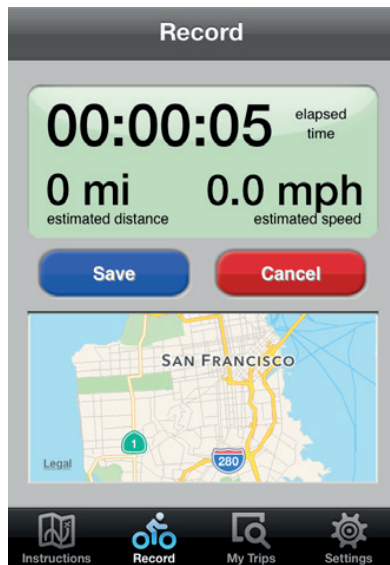 Record
00:00:05 elapsed
time
0 mi 0.0 mph
estimated distance estimated speed
Save Cancel
SAN FRANCISCO
1
280
Legal
Instructions Record My Trips Settings